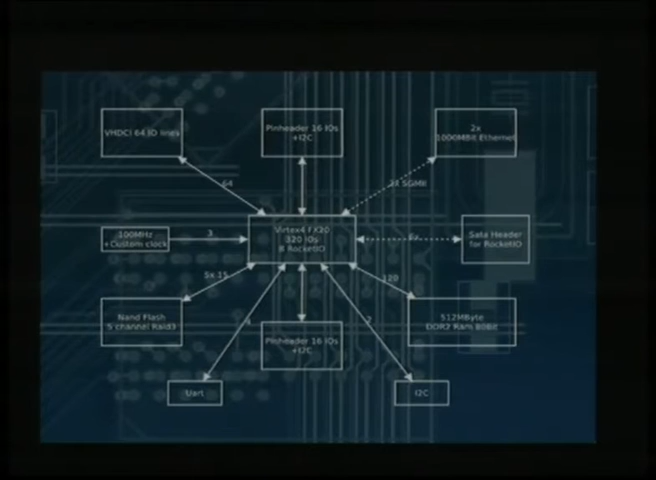 VHDCI 64 IO lines
Pinheader 16 IOs
+I2C
2x
1000MBit Ethernet
64
2x SGMII
100MHz
+Custom clock
3
Virtex4 FX20
320 IOs
8 RocketIO
6x
Sata Header
for RocketIO
5x 15
120
Nand Flash
5 channel Raid3
4
Pinheader 16 IOs
+I2C
2
512MByte
DDR2 Ram 80Bit
Uart
I2C